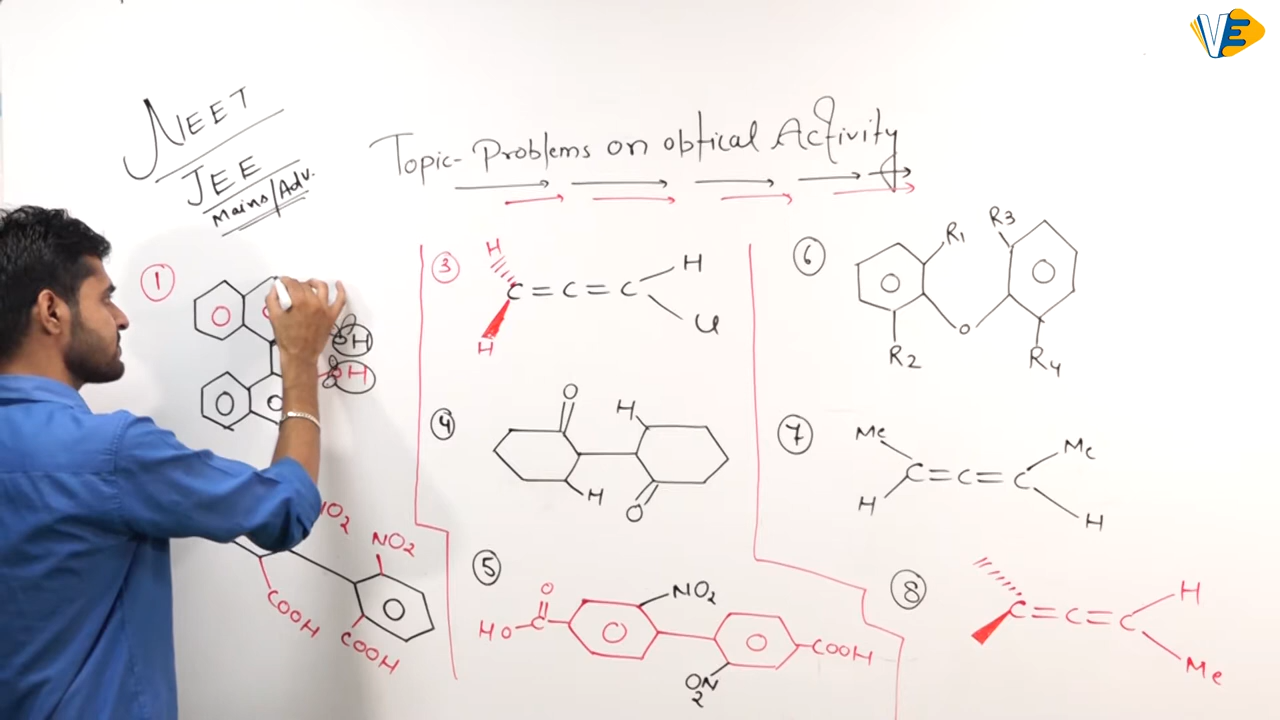 VE
NEET
JEE
Mains/Adv.
Topic- Problems on optical Activity
1
OH
OH
NO2
NO2
COOH
COOH
3
H
H
C=C=C
H
4
O
H
H
O
5
HO-C
O
NO2
O2N
COOH
6
R1
R3
O
R2
R4
7
Me
H
C=C=C
Me
H
8
C=C=C
H
Me